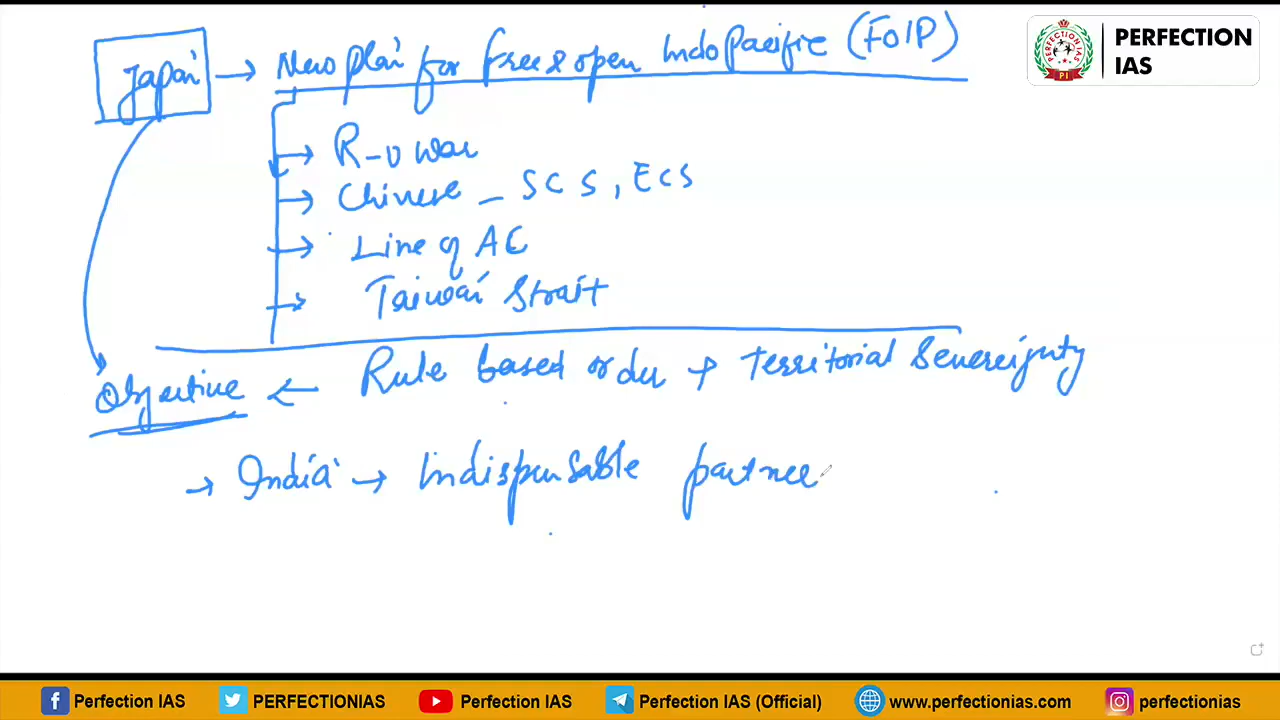 Japan → New plan for free & open Indo Pacific (FOIP)
PERFECTION IAS
→ R-U war
→ Chinese - SCS, ECS
→ Line of AC
→ Taiwan Strait
Objective ← Rule based order + Territorial Severeignty
→ India → Indispensable partner
Perfection IAS PERFECTIONIAS Perfection IAS Perfection IAS (Official) www.perfectionias.com perfectionias